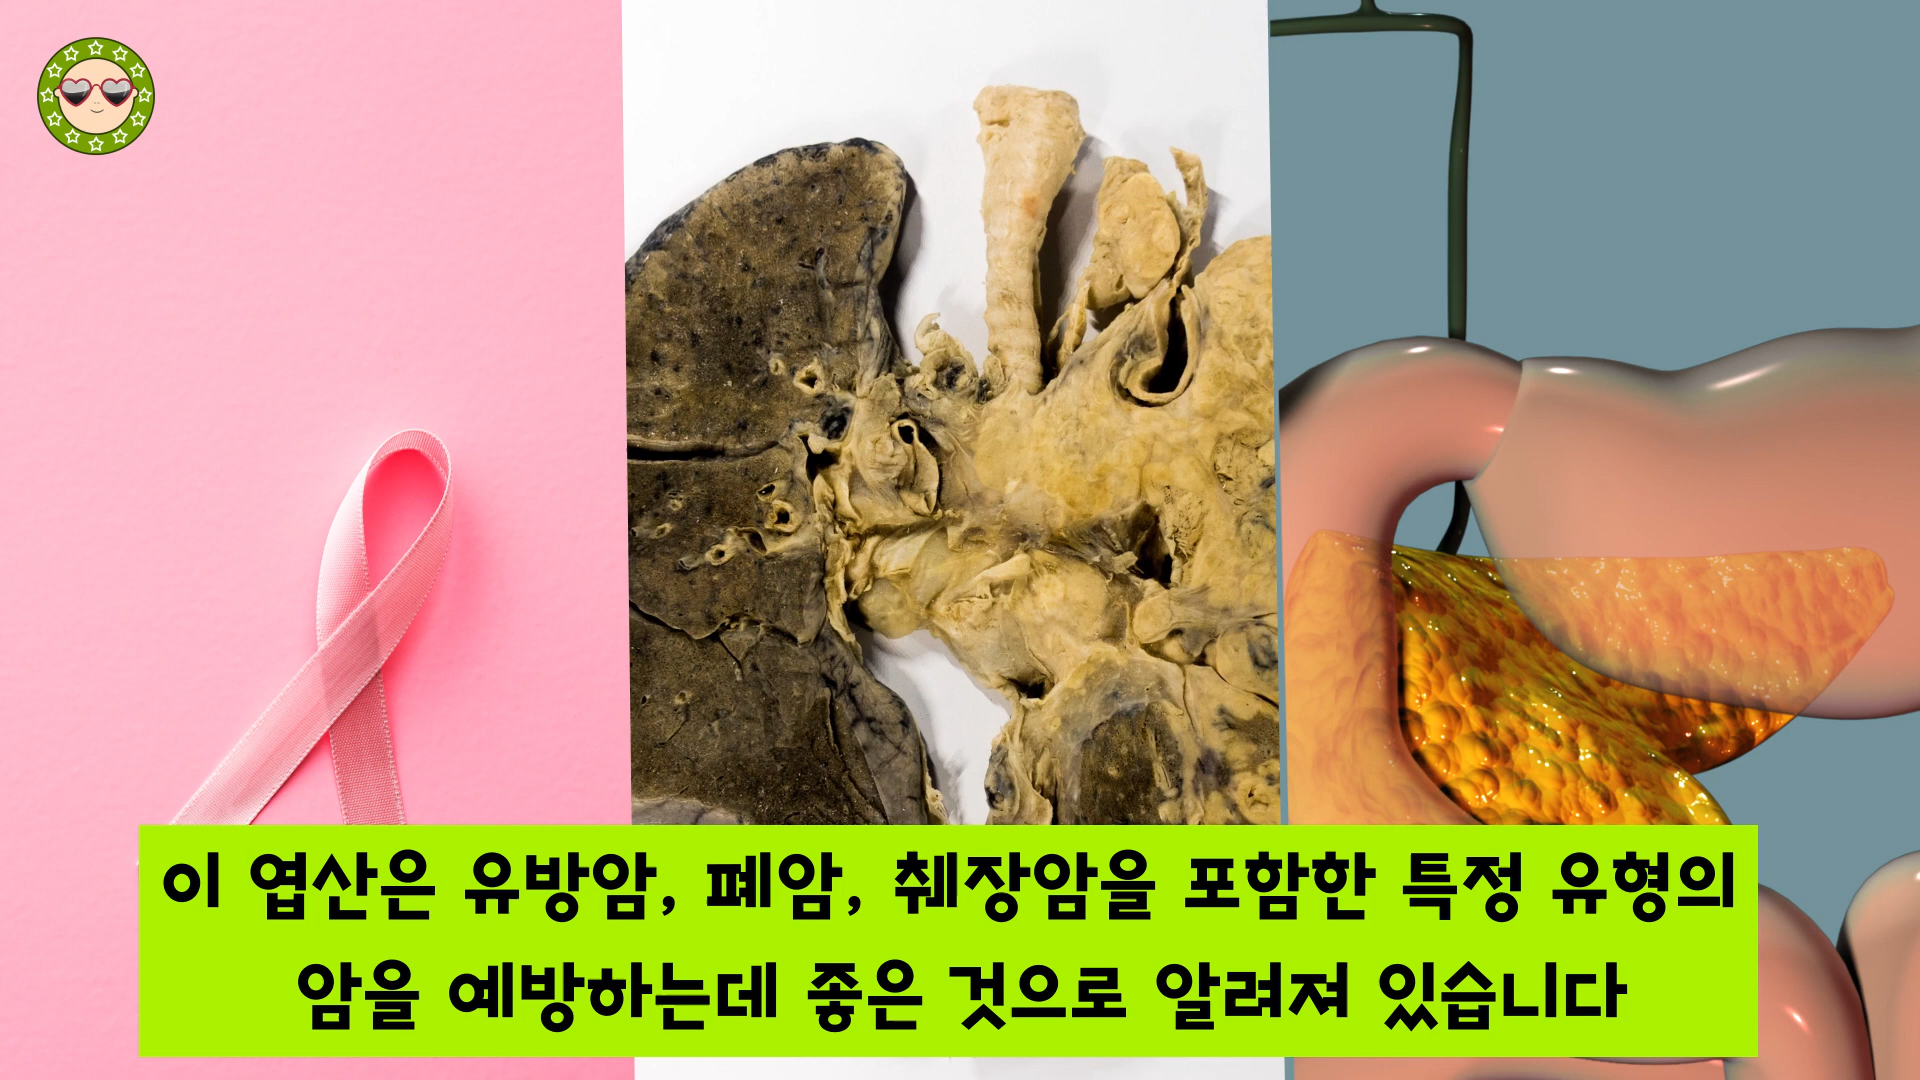 이 엽산은 유방암, 폐암, 췌장암을 포함한 특정 유형의
암을 예방하는데 좋은 것으로 알려져 있습니다